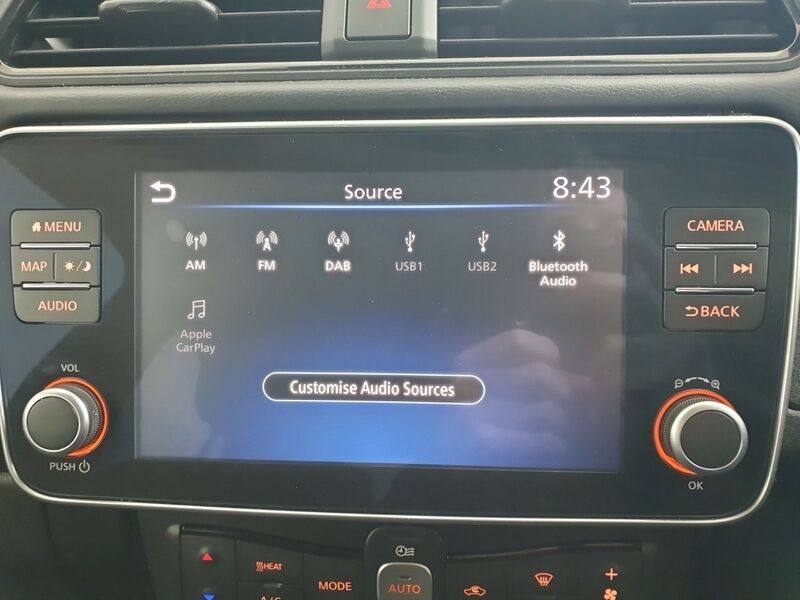 Source 8:43
MENU
CAMERA
MAP
AM FM DAB USB1 USB2 Bluetooth
Audio
AUDIO
BACK
Apple
CarPlay
Customise Audio Sources
VOL
PUSH
OK
HEAT
MODE
AUTO
A/C